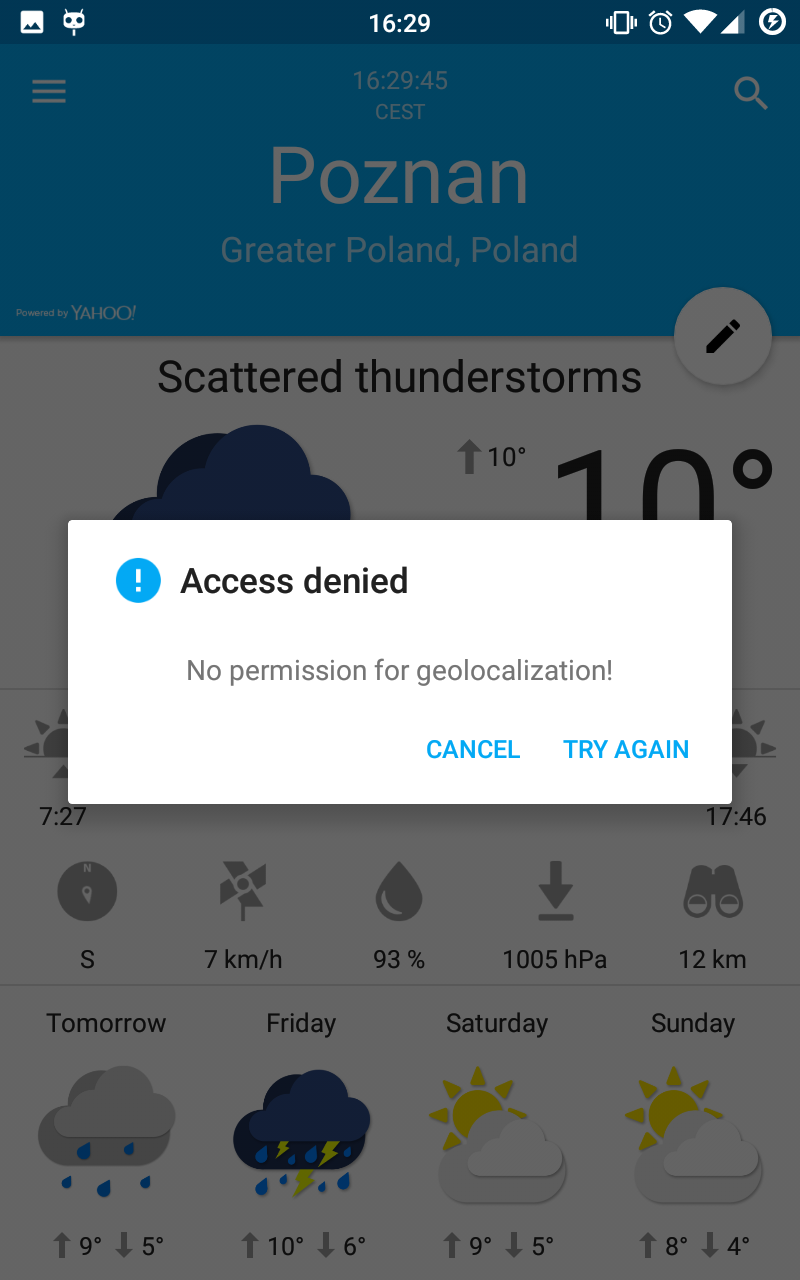 16:29
16:29:45
CEST
Poznan
Greater Poland, Poland
Powered by YAHOO!
Scattered thunderstorms
10° 10°
Access denied
No permission for geolocalization!
CANCEL TRY AGAIN
7:27 17:46
N
S 7 km/h 93 % 1005 hPa 12 km
Tomorrow Friday Saturday Sunday
9° 5° 10° 6° 9° 5° 8° 4°